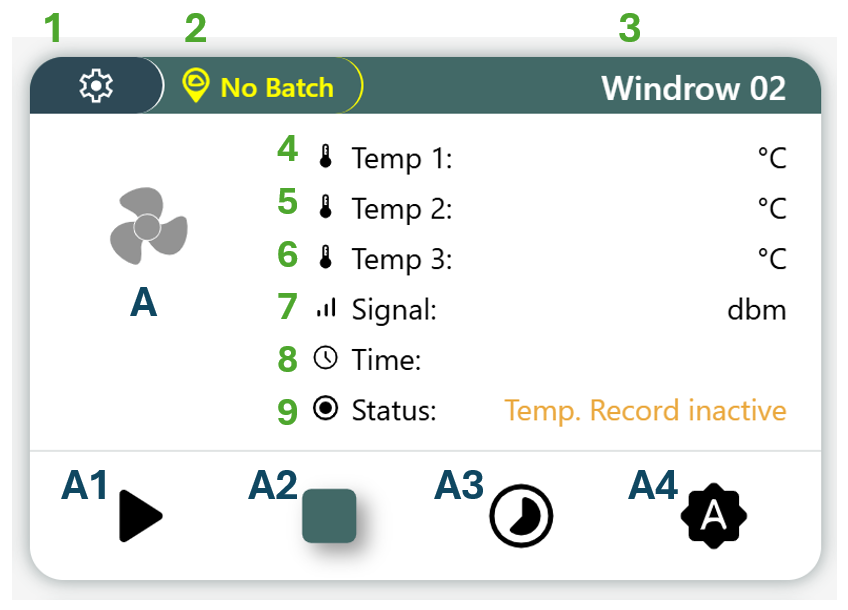 1 2 3
No Batch Windrow 02
4 Temp 1: °C
5 Temp 2: °C
6 Temp 3: °C
A
7 Signal: dbm
8 Time:
9 Status: Temp. Record inactive
A1 A2 A3 A4
A